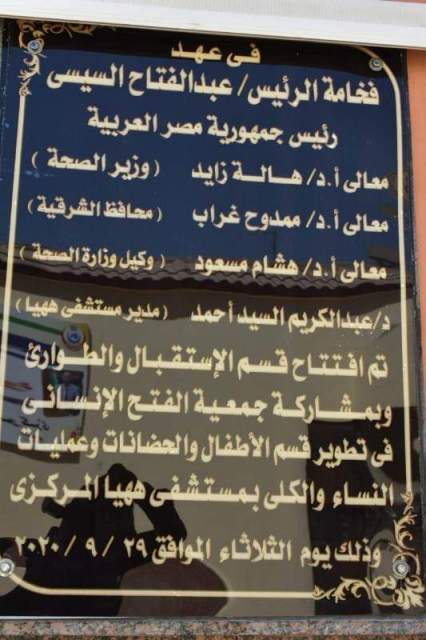 في عهد
فخامة الرئيس/ عبدالفتاح السيسى
رئيس جمهورية مصر العربية
معالى أ.د/ هـالـة زايد ( وزير الصحة )
معالى أ.د/ ممدوح غراب ( محافظ الشرقية )
معالى أ.د/ هشام مسعود ( وكيل وزارة الصحة )
د/عبدالكريم السيد أحمد ( مدير مستشفى ههيا )
تم افتتاح قسم الإستقبال والطوارئ
وبمشاركة جمعية الفتح الإنسانى
فى تطوير قسم الأطفال والحضانات وعمليات
النساء والكلى بمستشفى ههيا المركزى
وذلك يوم الثلاثاء الموافق ٢٩ / ٩ / ٢٠٢٠